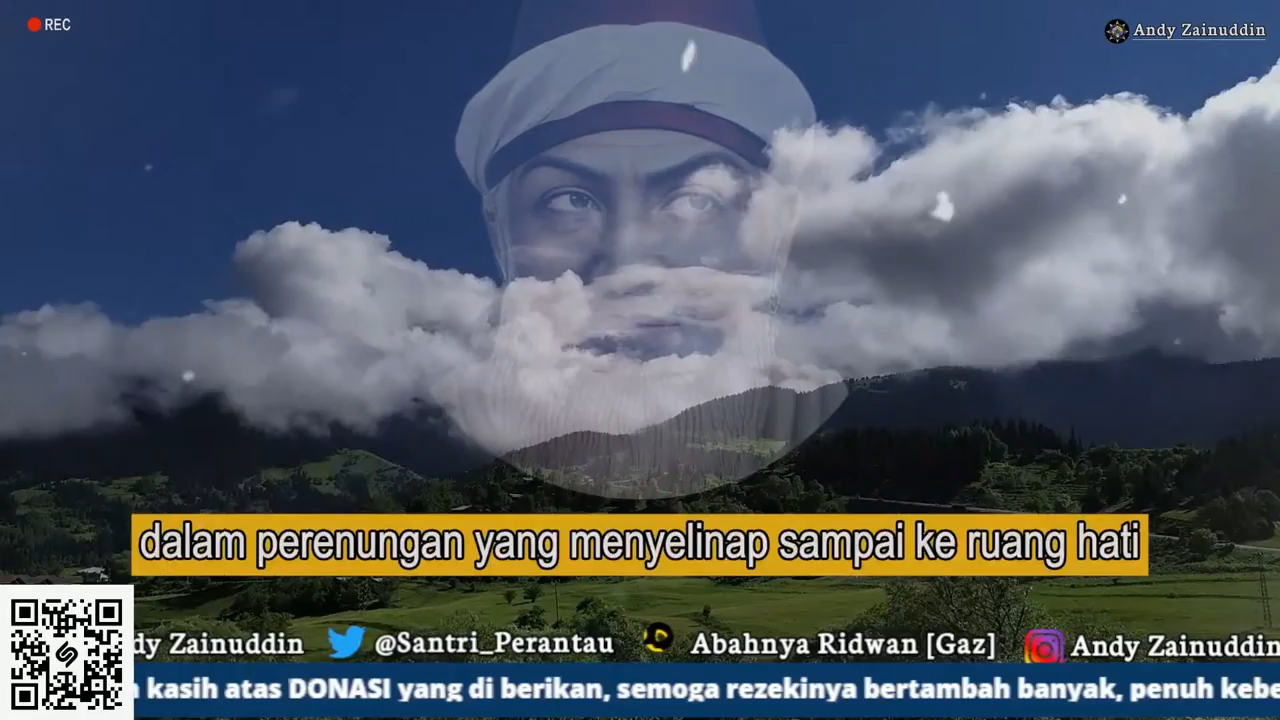 REC
Andy Zainuddin
dalam perenungan yang menyelinap sampai ke ruang hati
dy Zainuddin @Santri_Perantau Abahnya Ridwan [Gaz] Andy Zainuddin
kasih atas DONASI yang di berikan, semoga rezekinya bertambah banyak, penuh kebe